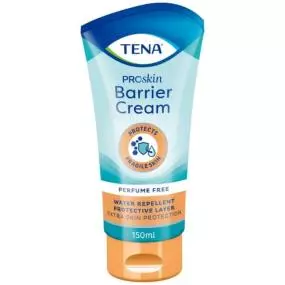 TENA
PROskin
Barrier
Cream
PROTECTS
FRAGILE SKIN
PERFUME FREE
WATER REPELLENT
PROTECTIVE LAYER
EXTRA SKIN PROTECTION
150ml